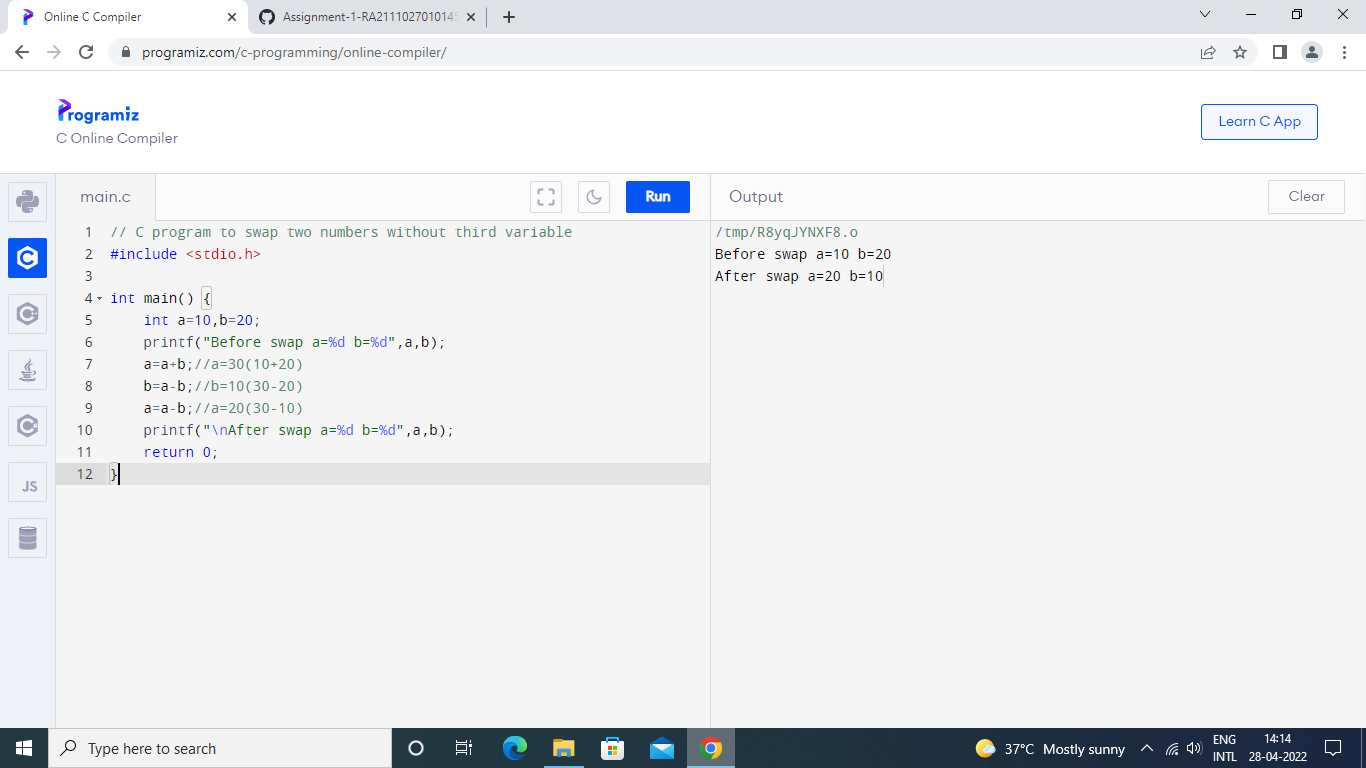 Online C Compiler
Assignment-1-RA2111027010145
programiz.com/c-programming/online-compiler/
Programiz
C Online Compiler
Learn C App
main.c
Run
Output
Clear
1 // C program to swap two numbers without third variable
2 #include <stdio.h>
3
4 int main() {
5     int a=10,b=20;
6     printf("Before swap a=%d b=%d",a,b);
7     a=a+b;//a=30(10+20)
8     b=a-b;//b=10(30-20)
9     a=a-b;//a=20(30-10)
10     printf("\nAfter swap a=%d b=%d",a,b);
11     return 0;
12 }
/tmp/R8yqJYNXF8.o
Before swap a=10 b=20
After swap a=20 b=10
JS
Type here to search
37°C Mostly sunny
ENG
INTL
14:14
28-04-2022